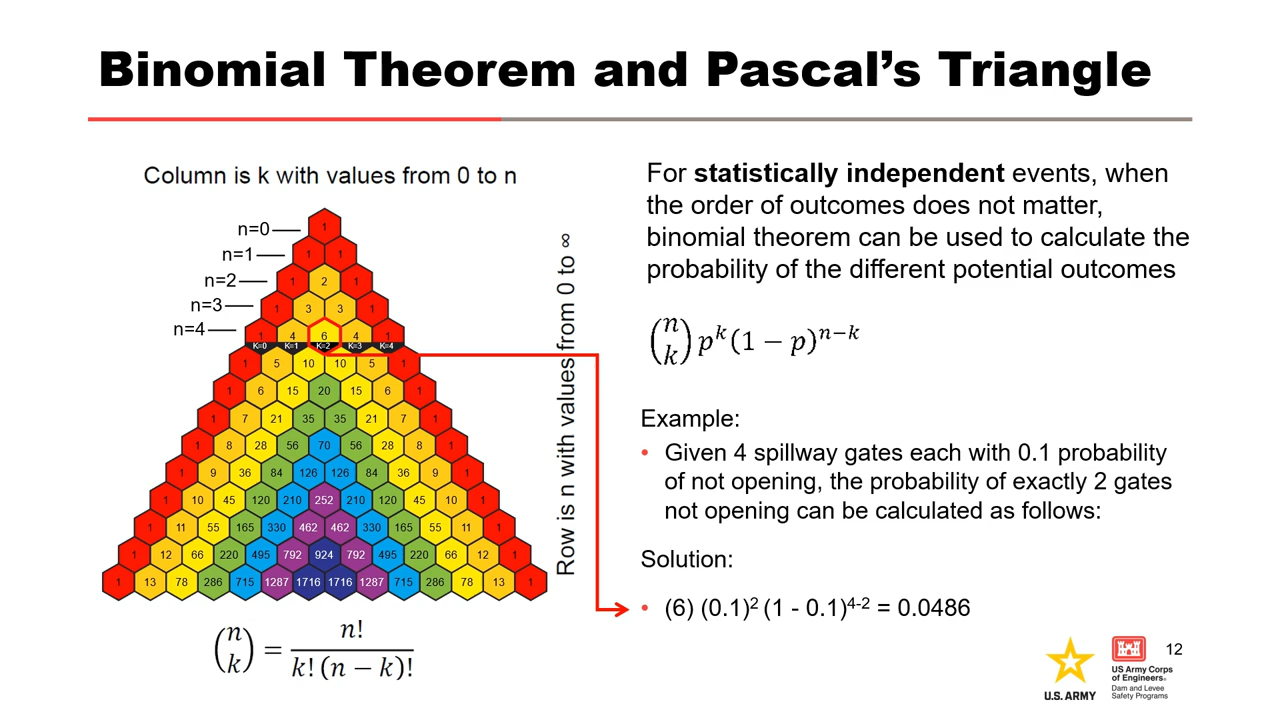 Binomial Theorem and Pascal's Triangle
Column is k with values from 0 to n
n=0
1
n=1
1 1
n=2
1 2 1
n=3
1 3 3 1
n=4
1 4 6 4 1
K=0 K=1 K=2 K=3 K=4
1 5 10 10 5 1
1 6 15 20 15 6 1
1 7 21 35 35 21 7 1
1 8 28 56 70 56 28 8 1
1 9 36 84 126 126 84 36 9 1
1 10 45 120 210 252 210 120 45 10 1
1 11 55 165 330 462 462 330 165 55 11 1
1 12 66 220 495 792 924 792 495 220 66 12 1
1 13 78 286 715 1287 1716 1716 1287 715 286 78 13 1
Row is n with values from 0 to ∞
(n k) = n! / k! (n − k)!
For statistically independent events, when
the order of outcomes does not matter,
binomial theorem can be used to calculate the
probability of the different potential outcomes
(n k) p^k (1 − p)^n−k
Example:
• Given 4 spillway gates each with 0.1 probability
of not opening, the probability of exactly 2 gates
not opening can be calculated as follows:
Solution:
• (6) (0.1)² (1 - 0.1)⁴⁻² = 0.0486
U.S. ARMY
US Army Corps
of Engineers®
Dam and Levee
Safety Programs
12